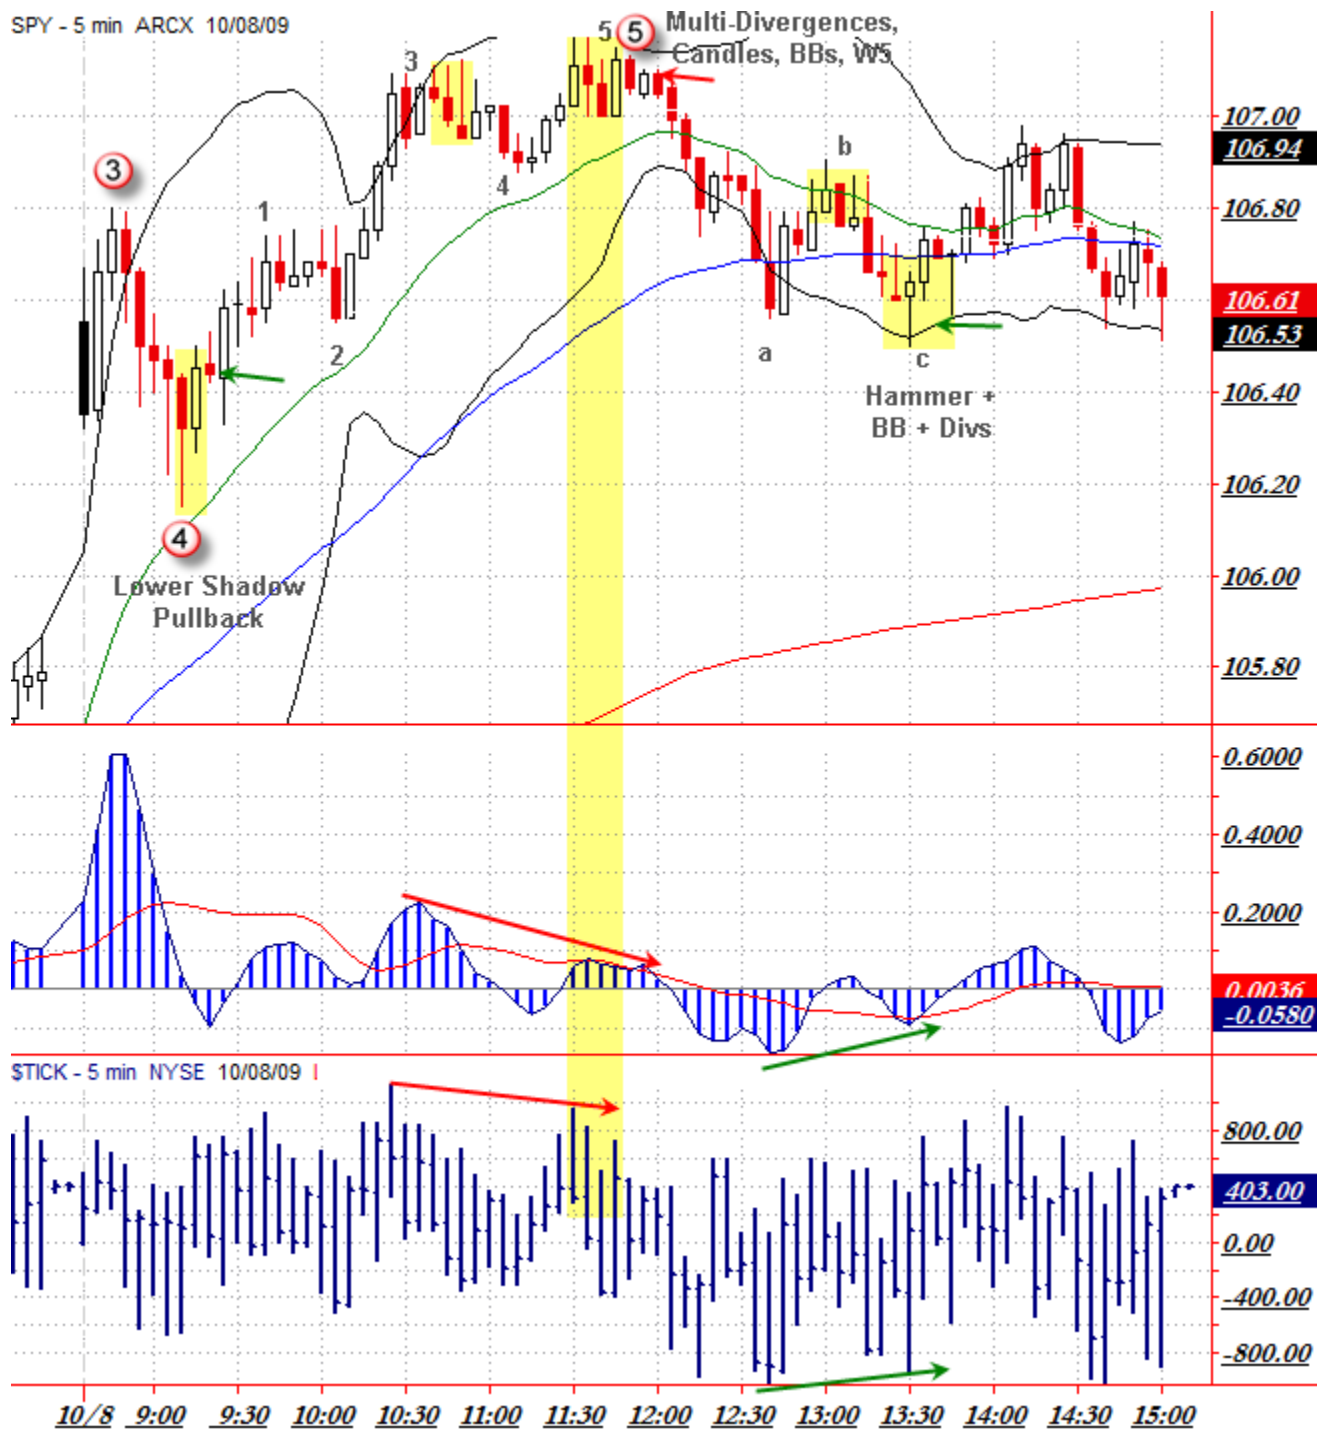 SPY - 5 min ARCX 10/08/09
Multi-Divergences,
Candles, BBs, W5
5
5
3
107.00
106.94
3
b
4
1
106.80
106.61
106.53
2
a
c
Hammer +
BB + Divs
106.40
106.20
4
Lower Shadow
Pullback
106.00
105.80
0.6000
0.4000
0.2000
0.0036
-0.0580
$TICK - 5 min NYSE 10/08/09
800.00
403.00
0.00
-400.00
-800.00
10/8 9:00 9:30 10:00 10:30 11:00 11:30 12:00 12:30 13:00 13:30 14:00 14:30 15:00